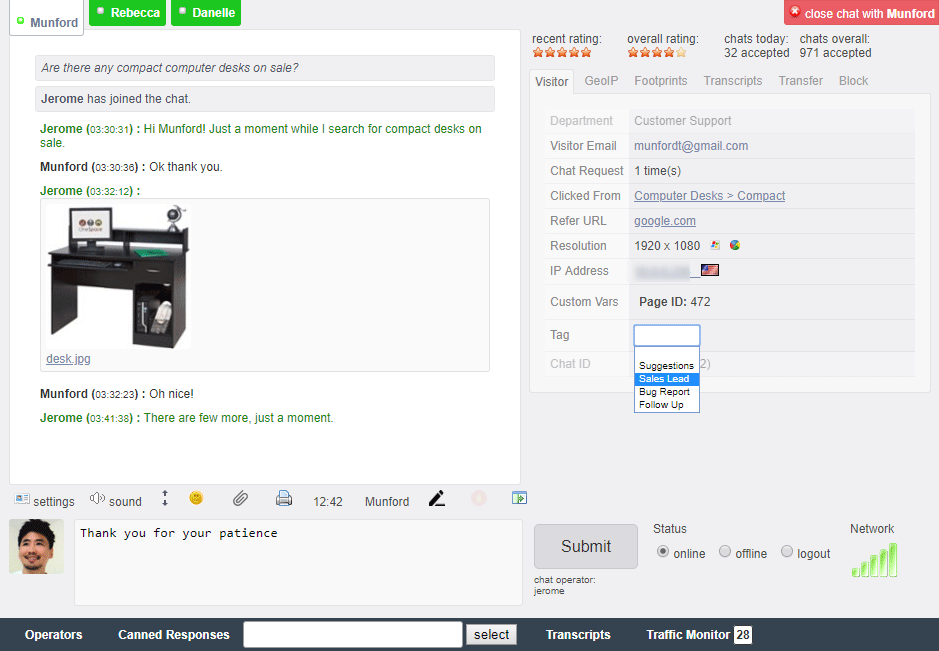 Munford
Rebecca
Danelle
close chat with Munford
Are there any compact computer desks on sale?
Jerome has joined the chat.
Jerome (03:30:31) : Hi Munford! Just a moment while I search for compact desks on
sale.
Munford (03:30:36) : Ok thank you.
Jerome (03:32:12) :
OneSpace
desk.jpg
Munford (03:32:23) : Oh nice!
Jerome (03:41:38) : There are few more, just a moment.
recent rating:
overall rating:
chats today:
32 accepted
chats overall:
971 accepted
Visitor
GeoIP
Footprints
Transcripts
Transfer
Block
Department Customer Support
Visitor Email munfordt@gmail.com
Chat Request 1 time(s)
Clicked From Computer Desks > Compact
Refer URL google.com
Resolution 1920 x 1080
IP Address
Custom Vars Page ID: 472
Tag
Suggestions
Sales Lead
Bug Report
Follow Up
Chat ID 2)
settings
sound
12:42
Munford
Thank you for your patience
Submit
chat operator:
jerome
Status
online
offline
logout
Network
Operators
Canned Responses
select
Transcripts
Traffic Monitor 28